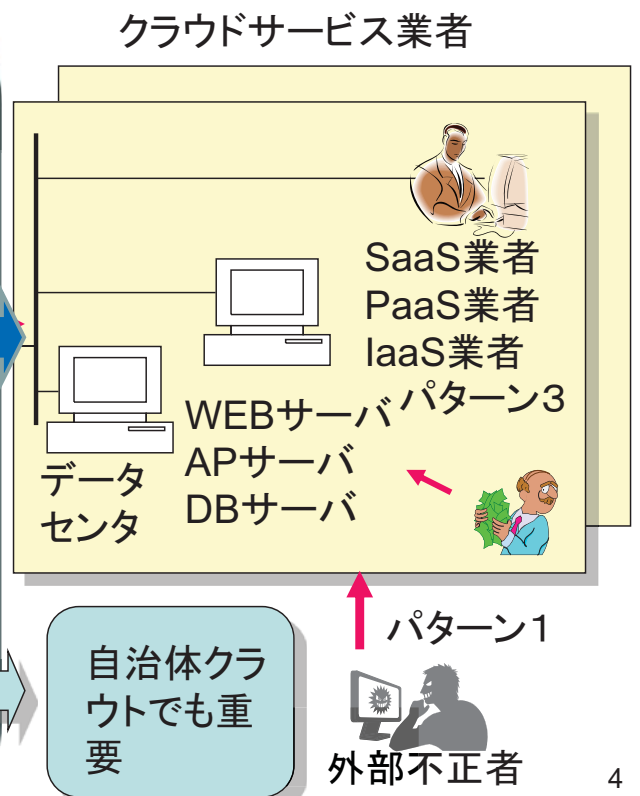 クラウドサービス業者
SaaS業者
PaaS業者
IaaS業者
パターン3
WEBサーバ
APサーバ
DBサーバ
データ
センタ
パターン1
自治体クラ
ウトでも重
要
外部不正者
4